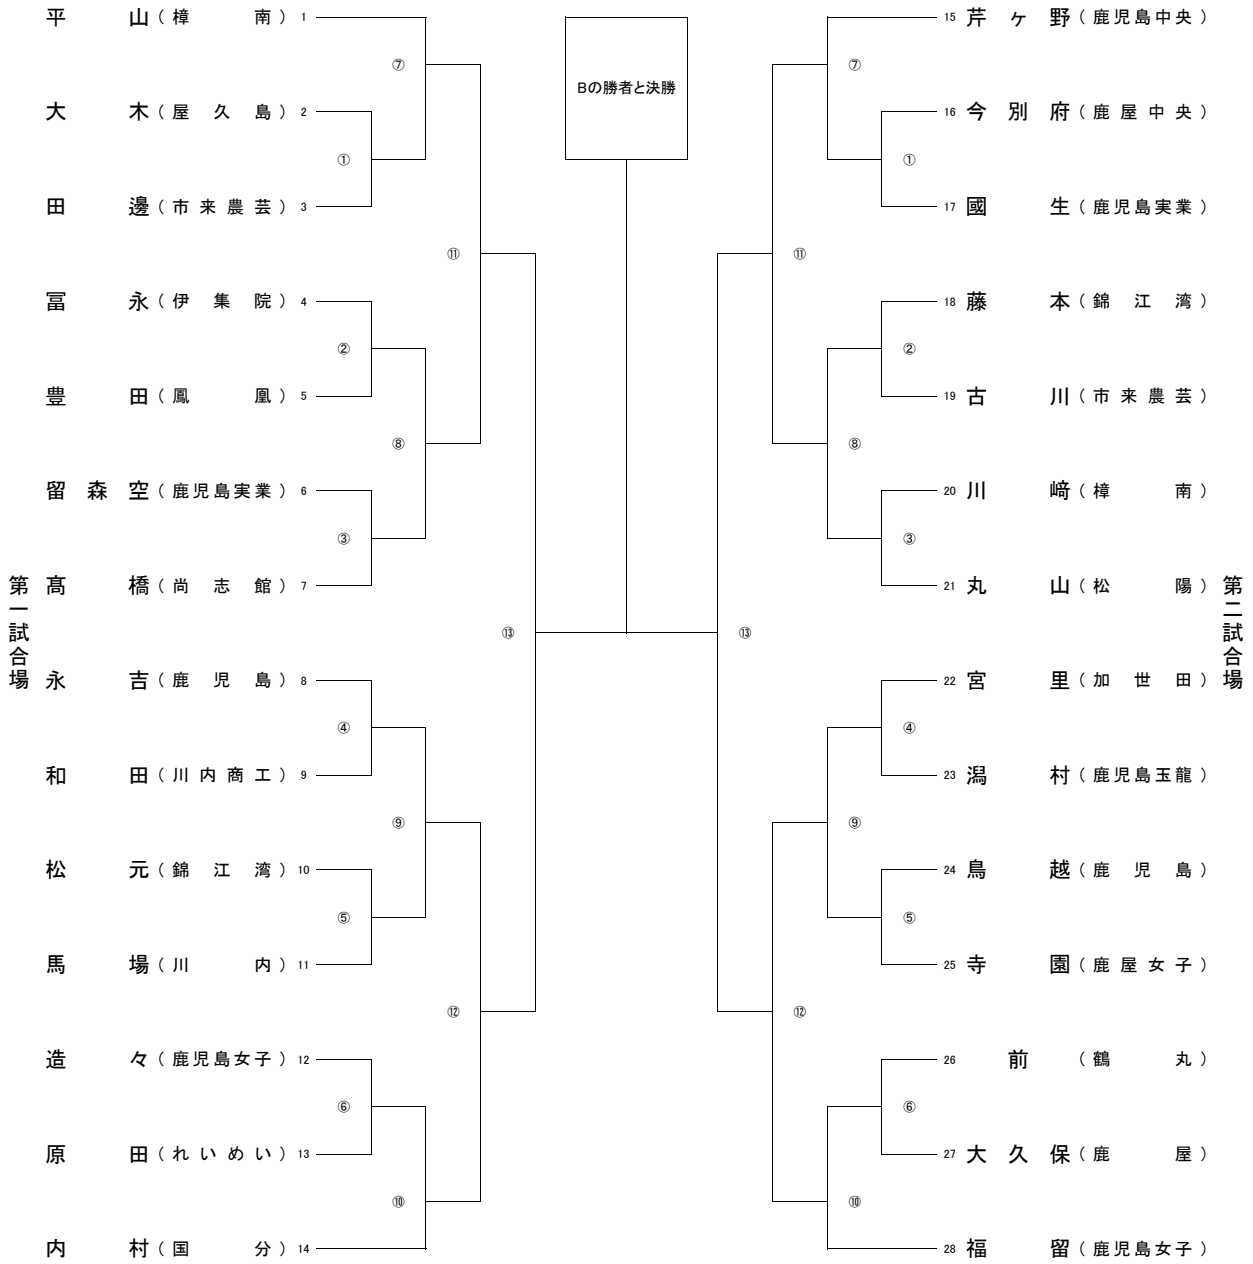 平山（樟南）1
⑦
大木（屋久島）2
①
田邊（市来農芸）3
⑪
冨永（伊集院）4
②
豊田（鳳凰）5
⑧
留森空（鹿児島実業）6
③
髙橋（尚志館）7
第一試合場
⑬
永吉（鹿児島）8
④
和田（川内商工）9
⑨
松元（錦江湾）10
⑤
馬場（川内）11
⑫
造々（鹿児島女子）12
⑥
原田（れいめい）13
⑩
内村（国分）14
Bの勝者と決勝
15 芹ヶ野（鹿児島中央）
⑦
16 今別府（鹿屋中央）
①
17 國生（鹿児島実業）
⑪
18 藤本（錦江湾）
②
19 古川（市来農芸）
⑧
20 川﨑（樟南）
③
21 丸山（松陽）
第二試合場
⑬
22 宮里（加世田）
④
23 潟村（鹿児島玉龍）
⑨
24 鳥越（鹿児島）
⑤
25 寺園（鹿屋女子）
⑫
26 前（鶴丸）
⑥
27 大久保（鹿屋）
⑩
28 福留（鹿児島女子）